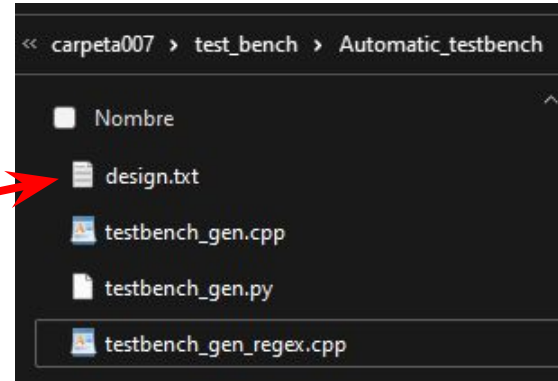 « carpeta007 > test_bench > Automatic_testbench
Nombre
design.txt
testbench_gen.cpp
testbench_gen.py
testbench_gen_regex.cpp